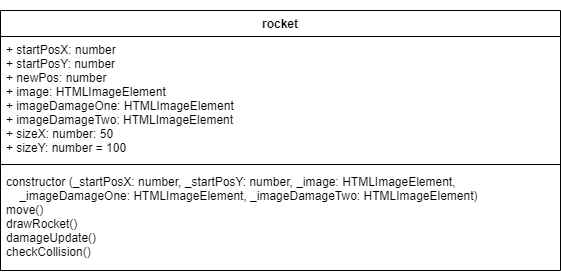 rocket
+ startPosX: number
+ startPosY: number
+ newPos: number
+ image: HTMLImageElement
+ imageDamageOne: HTMLImageElement
+ imageDamageTwo: HTMLImageElement
+ sizeX: number: 50
+ sizeY: number = 100
constructor (_startPosX: number, _startPosY: number, _image: HTMLImageElement,
_imageDamageOne: HTMLImageElement, _imageDamageTwo: HTMLImageElement)
move()
drawRocket()
damageUpdate()
checkCollision()